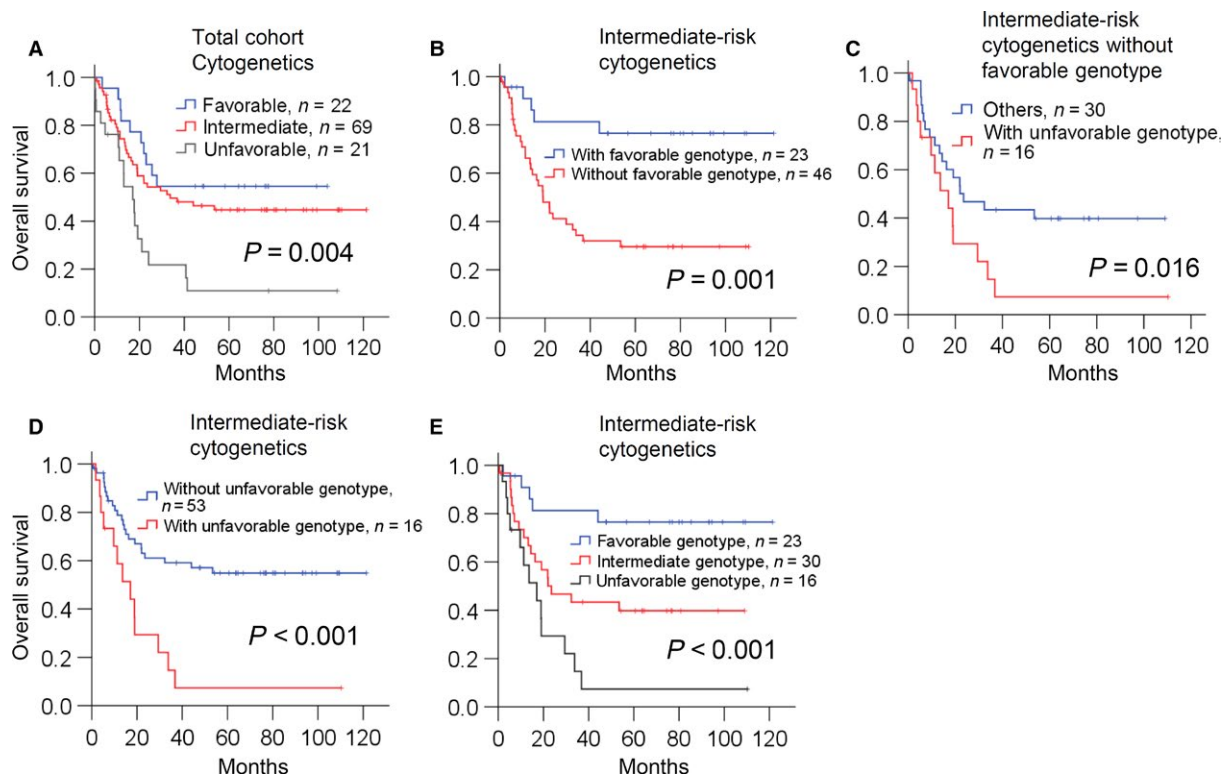 A
Total cohort
Cytogenetics
Overall survival
1.0
0.8
0.6
0.4
0.2
0.0
Favorable, n = 22
Intermediate, n = 69
Unfavorable, n = 21
P = 0.004
0 20 40 60 80 100 120
Months
B
Intermediate-risk
cytogenetics
1.0
0.8
0.6
0.4
0.2
0.0
With favorable genotype, n = 23
Without favorable genotype, n = 46
P = 0.001
0 20 40 60 80 100 120
Months
C
Intermediate-risk
cytogenetics without
favorable genotype
1.0
0.8
0.6
0.4
0.2
0.0
Others, n = 30
With unfavorable genotype,
n = 16
P = 0.016
0 20 40 60 80 100 120
Months
D
Intermediate-risk
cytogenetics
Overall survival
1.0
0.8
0.6
0.4
0.2
0.0
Without unfavorable genotype,
n = 53
With unfavorable genotype, n = 16
P < 0.001
0 20 40 60 80 100 120
Months
E
Intermediate-risk
cytogenetics
1.0
0.8
0.6
0.4
0.2
0.0
Favorable genotype, n = 23
Intermediate genotype, n = 30
Unfavorable genotype, n = 16
P < 0.001
0 20 40 60 80 100 120
Months